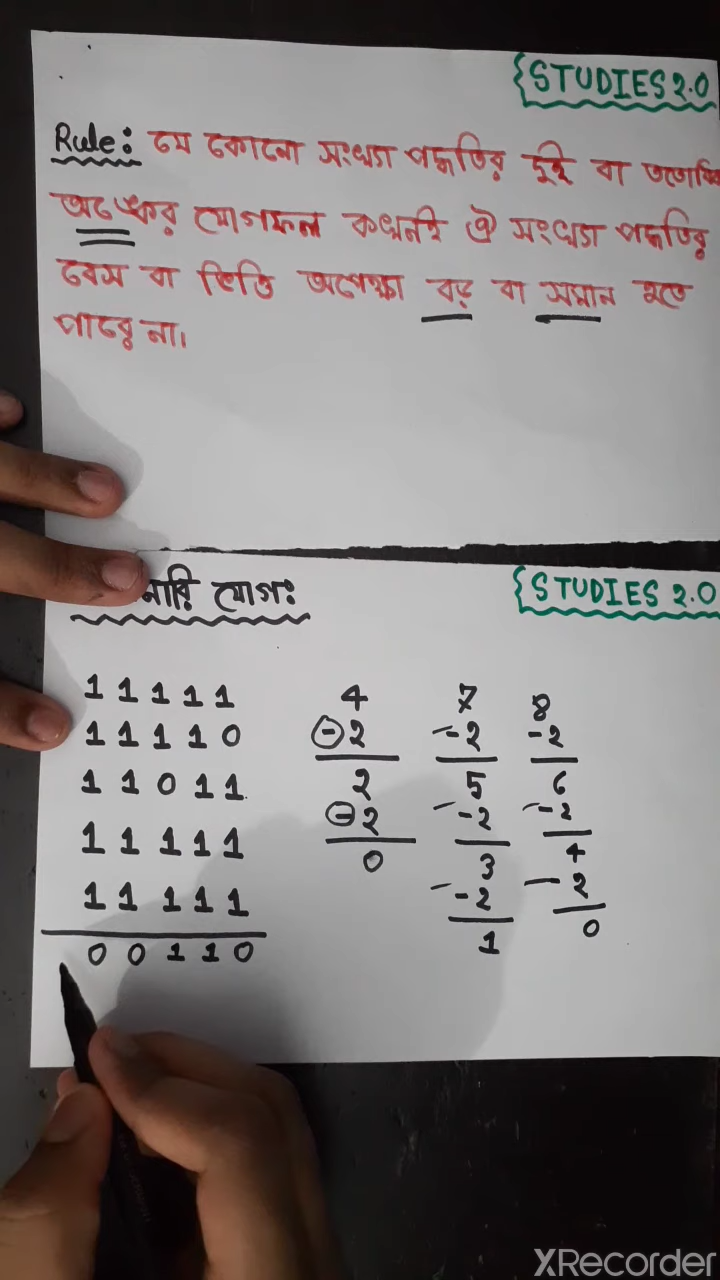 {STUDIES 2.0
Rule: যে কোনো সংখ্যা পদ্ধতির দুই বা
অঙ্কের যোগফল কখনই ঐ সংখ্যা পদ্ধতির
বেস বা ভিত্তি অপেক্ষা বড় বা সমান হতে
পারবে না।
{STUDIES 2.0
নারি যোগঃ
1 1 1 1 1
1 1 1 1 0
1 1 0 1 1
1 1 1 1 1
1 1 1 1 1
0 0 1 1 0
4
-2
2
-2
0
7
-2
5
-2
3
-2
1
8
-2
6
-2
4
-2
0
XRecorder